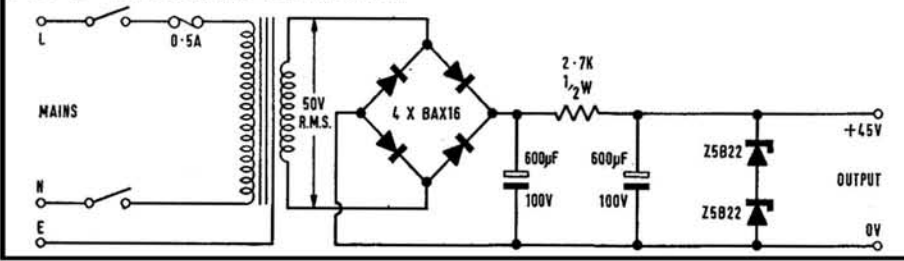 L
0·5A
MAINS
N
E
50V
R.M.S.
4 X BAX16
2·7K
1/2W
600µF
100V
600µF
100V
Z5B22
Z5B22
+45V
OUTPUT
0V